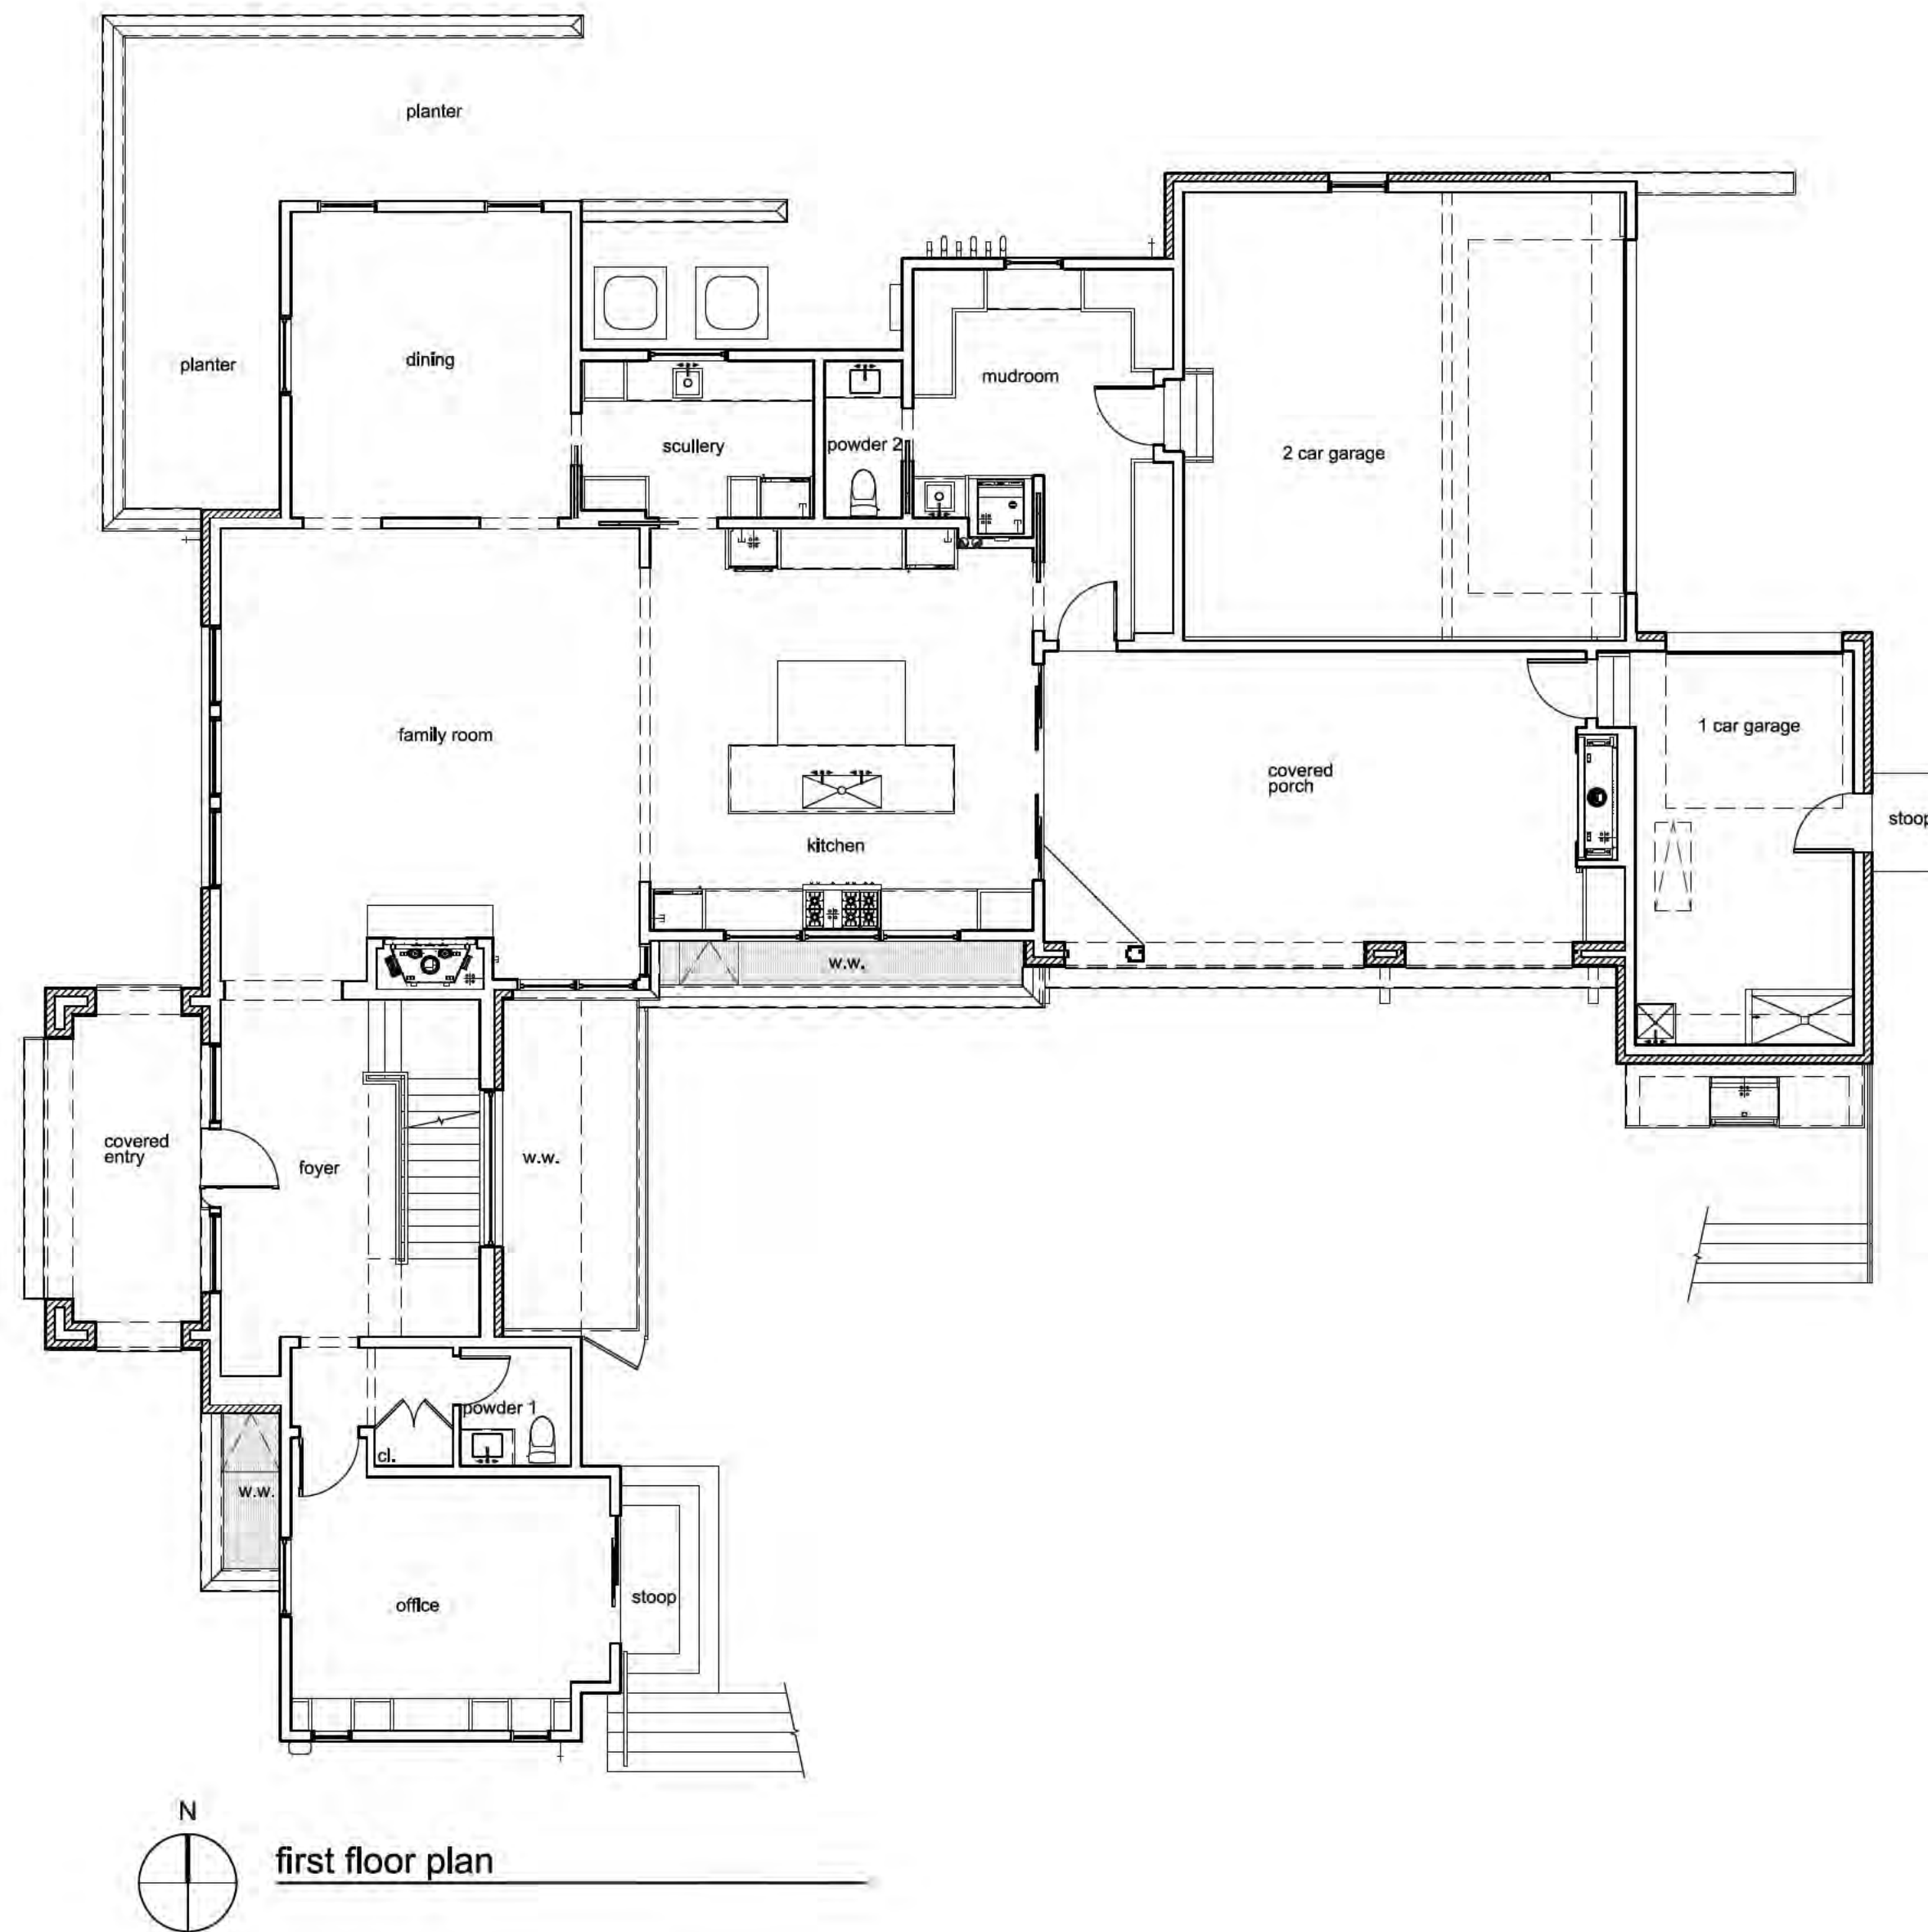 planter
planter
dining
mudroom
scullery
powder 2
2 car garage
family room
1 car garage
covered
porch
stoop
kitchen
w.w.
covered
entry
foyer
w.w.
powder 1
cl.
w.w.
office
stoop
N
first floor plan